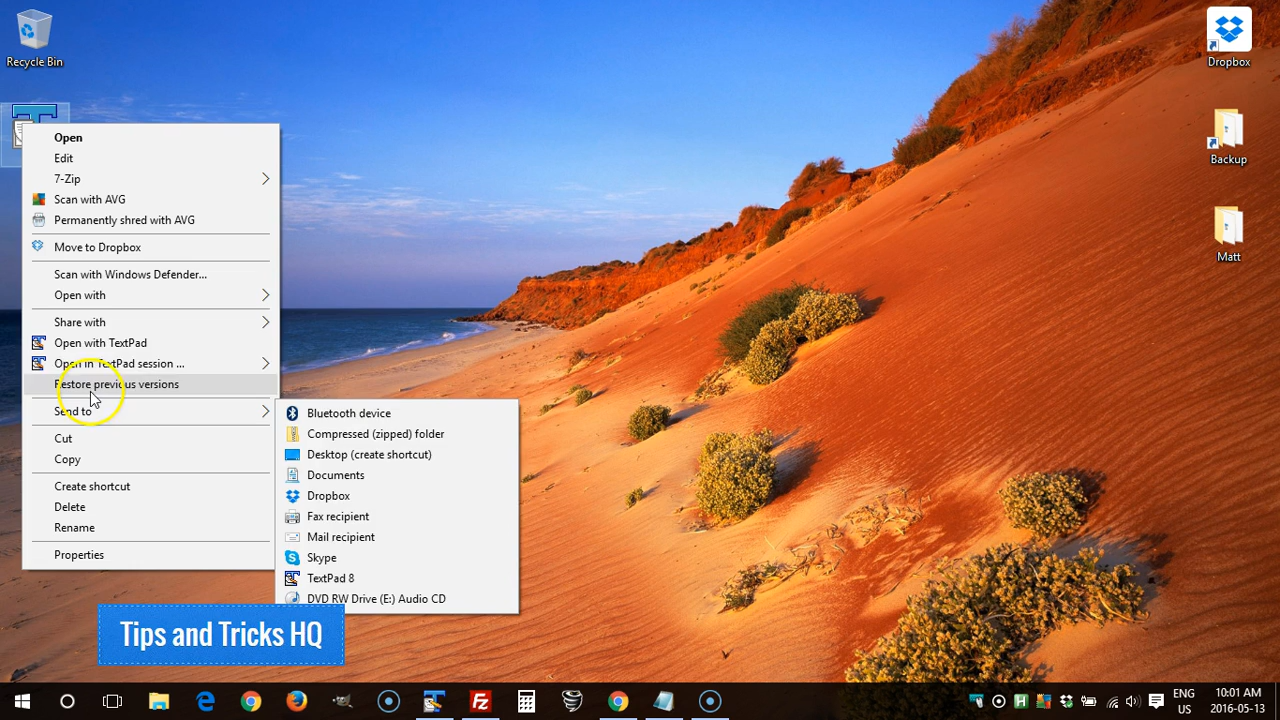 Recycle Bin
Dropbox
Backup
Matt
Open
Edit
7-Zip
Scan with AVG
Permanently shred with AVG
Move to Dropbox
Scan with Windows Defender...
Open with
Share with
Open with TextPad
Open in TextPad session ...
Restore previous versions
Send to
Cut
Copy
Create shortcut
Delete
Rename
Properties
Bluetooth device
Compressed (zipped) folder
Desktop (create shortcut)
Documents
Dropbox
Fax recipient
Mail recipient
Skype
TextPad 8
DVD RW Drive (E:) Audio CD
Tips and Tricks HQ
ENG
US
10:01 AM
2016-05-13